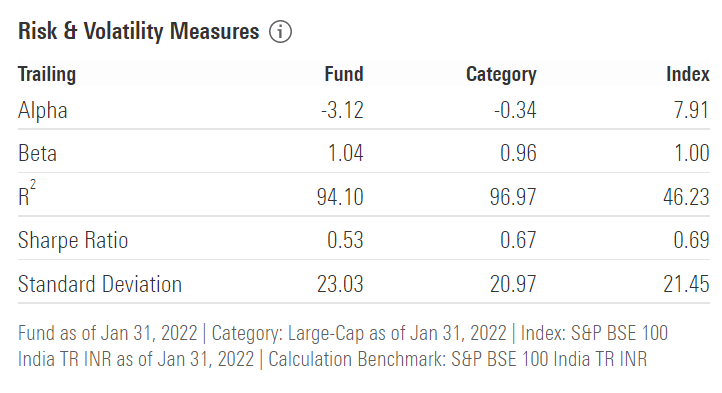 Risk & Volatility Measures
Trailing Fund Category Index
Alpha -3.12 -0.34 7.91
Beta 1.04 0.96 1.00
R² 94.10 96.97 46.23
Sharpe Ratio 0.53 0.67 0.69
Standard Deviation 23.03 20.97 21.45
Fund as of Jan 31, 2022 | Category: Large-Cap as of Jan 31, 2022 | Index: S&P BSE 100
India TR INR as of Jan 31, 2022 | Calculation Benchmark: S&P BSE 100 India TR INR